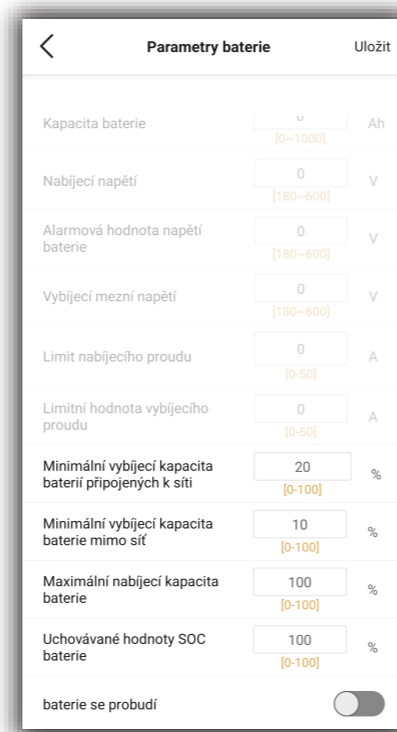 Parametry baterie Uložit
Kapacita baterie 0 Ah
[0~1000]
Nabíjecí napětí 0 V
[180~600]
Alarmová hodnota napětí
baterie 0 V
[180~600]
Vybíjecí mezní napětí 0 V
[180~600]
Limit nabíjecího proudu 0 A
[0-50]
Limitní hodnota vybíjecího
proudu 0 A
[0-50]
Minimální vybíjecí kapacita
baterií připojených k síti 20 %
[0-100]
Minimální vybíjecí kapacita
baterie mimo síť 10 %
[0-100]
Maximální nabíjecí kapacita
baterie 100 %
[0-100]
Uchovávané hodnoty SOC
baterie 100 %
[0-100]
baterie se probudí